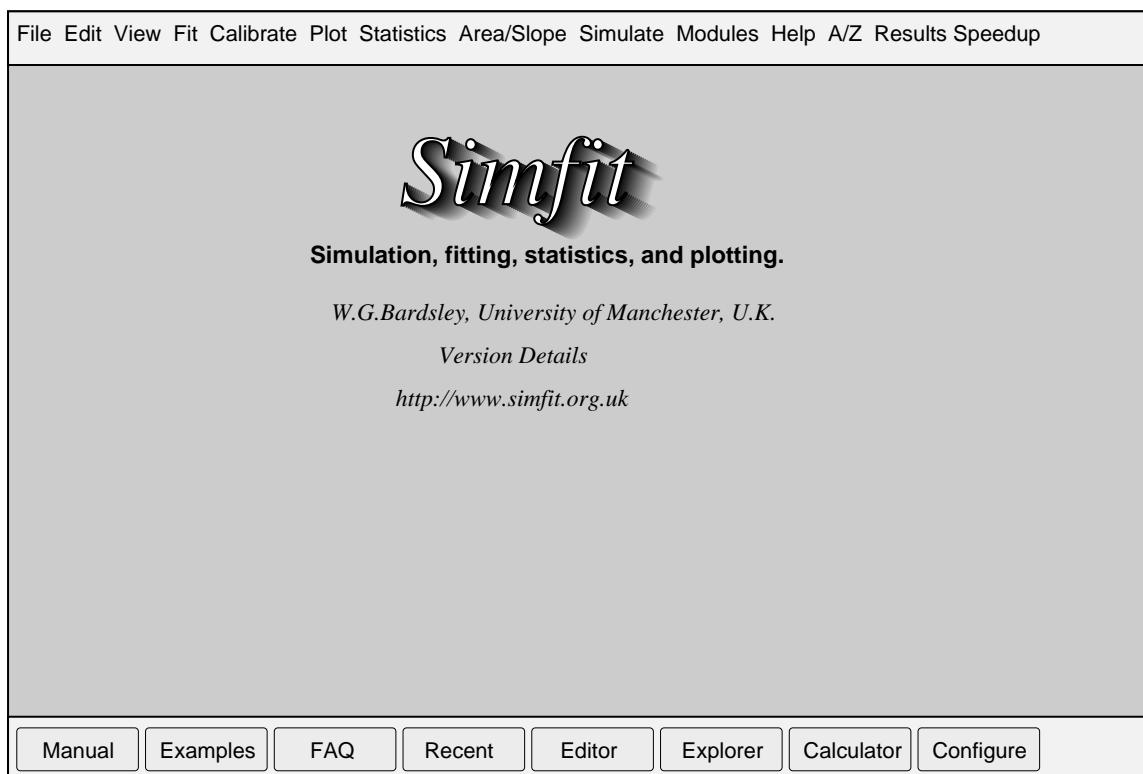 File Edit View Fit Calibrate Plot Statistics Area/Slope Simulate Modules Help A/Z Results Speedup
Simfit
Simulation, fitting, statistics, and plotting.
W.G.Bardsley, University of Manchester, U.K.
Version Details
http://www.simfit.org.uk
Manual Examples FAQ Recent Editor Explorer Calculator Configure